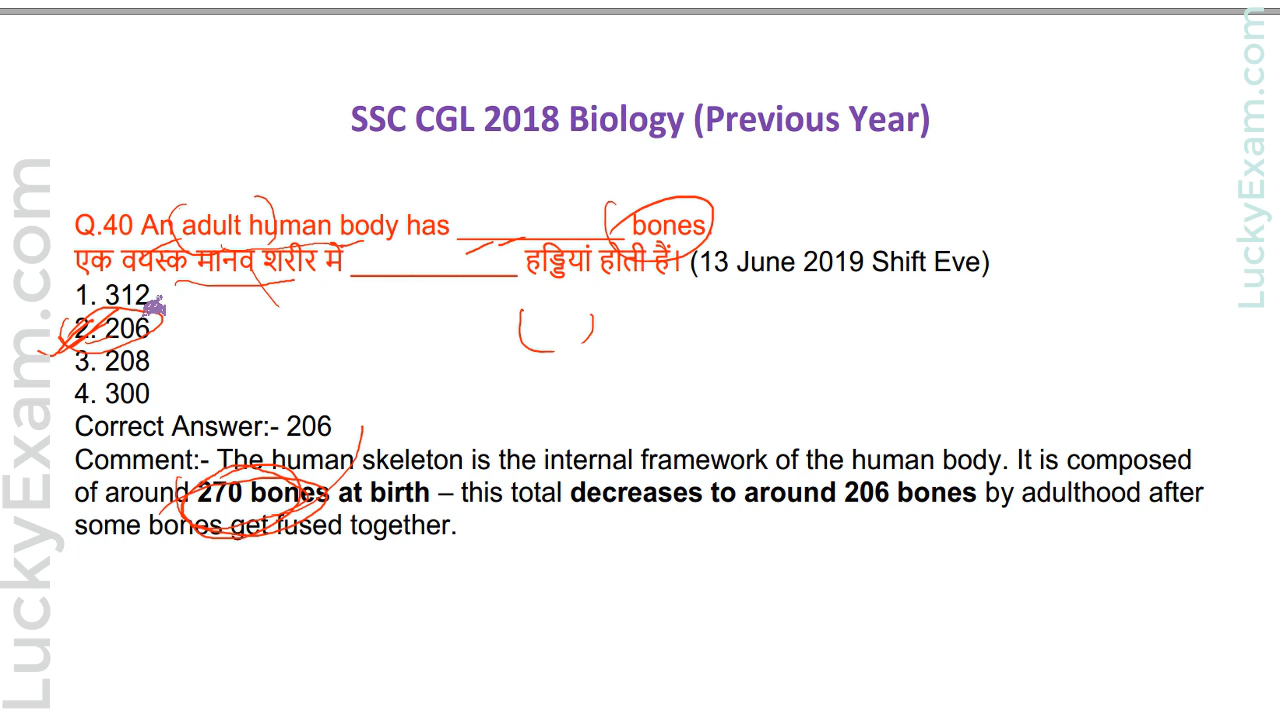 SSC CGL 2018 Biology (Previous Year)
Q.40 An adult human body has ____________ bones.
एक वयस्क मानव शरीर में ____________ हड्डियां होती हैं। (13 June 2019 Shift Eve)
1. 312
2. 206
3. 208
4. 300
Correct Answer:- 206
Comment:- The human skeleton is the internal framework of the human body. It is composed
of around 270 bones at birth – this total decreases to around 206 bones by adulthood after
some bones get fused together.
LuckyExam.com
LuckyExam.com